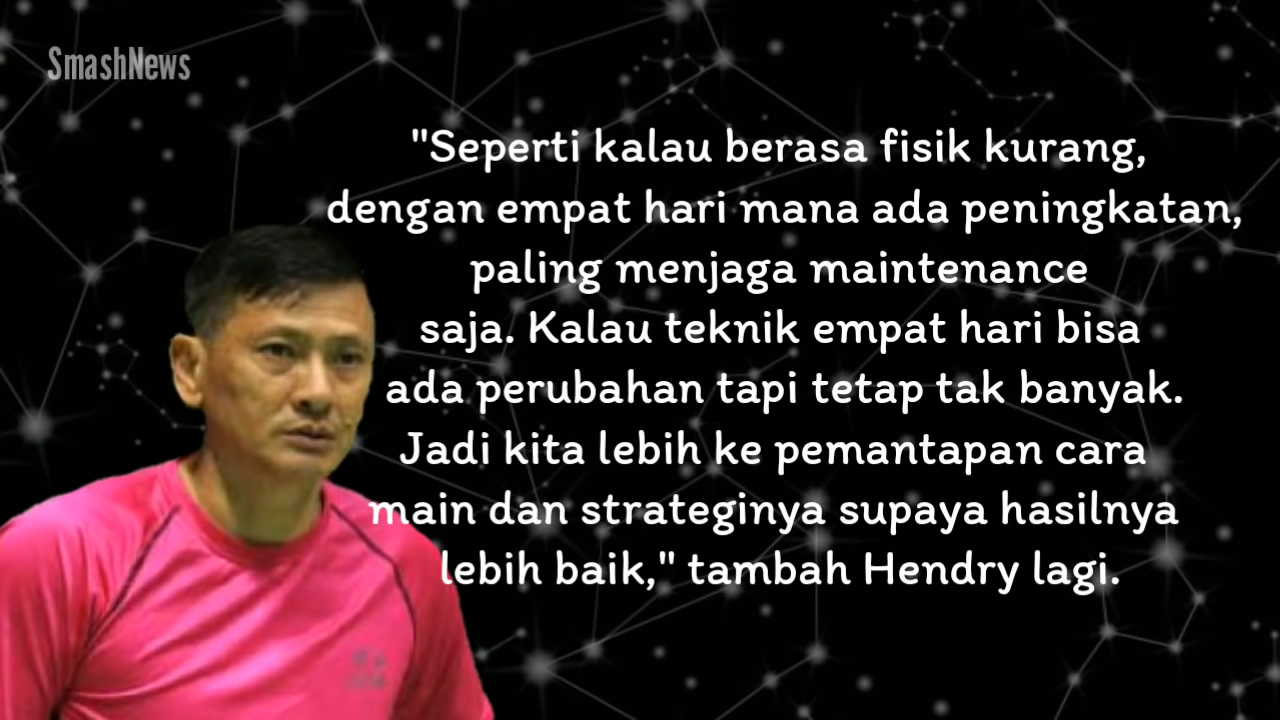 SmashNews
"Seperti kalau berasa fisik kurang,
dengan empat hari mana ada peningkatan,
paling menjaga maintenance
saja. Kalau teknik empat hari bisa
ada perubahan tapi tetap tak banyak.
Jadi kita lebih ke pemantapan cara
main dan strateginya supaya hasilnya
lebih baik," tambah Hendry lagi.